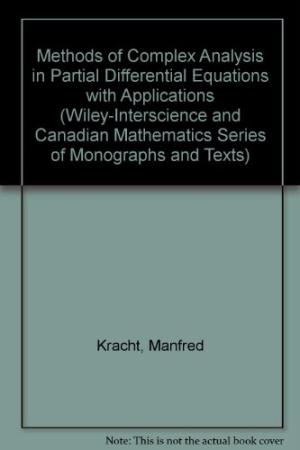 Methods of Complex Analysis
in Partial Differential Equations
with Applications
(Wiley-Interscience and
Canadian Mathematics Series
of Monographs and Texts)
Kracht, Manfred
Note: This is not the actual book cover